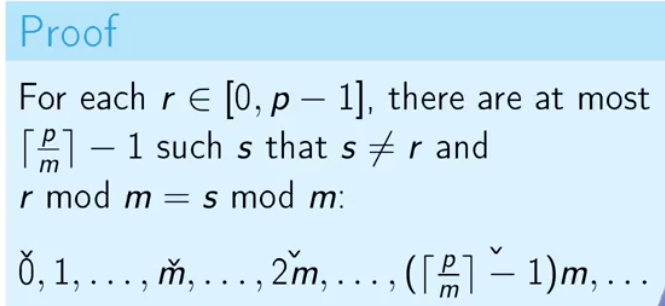 Proof
For each r ∈ [0, p − 1], there are at most
⌈p/m⌉ − 1 such s that s ≠ r and
r mod m = s mod m:
0̌, 1, . . . , m̌, . . . , 2m̌, . . . , (⌈p/m⌉ −̌ 1)m, . . .